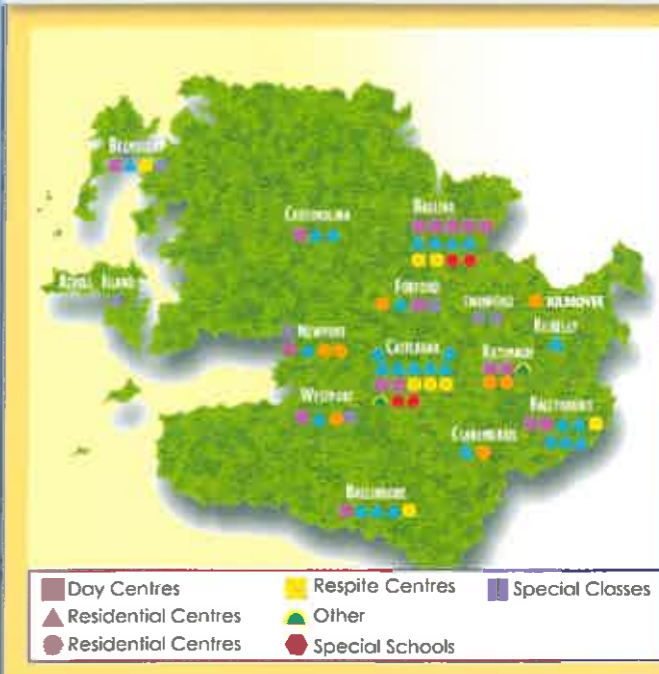 BELMULLET
BALLINA
CROSSMOLINA
ACHILL ISLAND
FOXFORD
SWINFORD
KILMOVEE
KILKELLY
NEWPORT
CASTLEBAR
KILTIMAGH
WESTPORT
BALLYHAUNIS
CLAREMORRIS
BALLINROBE
Day Centres
Respite Centres
Special Classes
Residential Centres
Other
Residential Centres
Special Schools